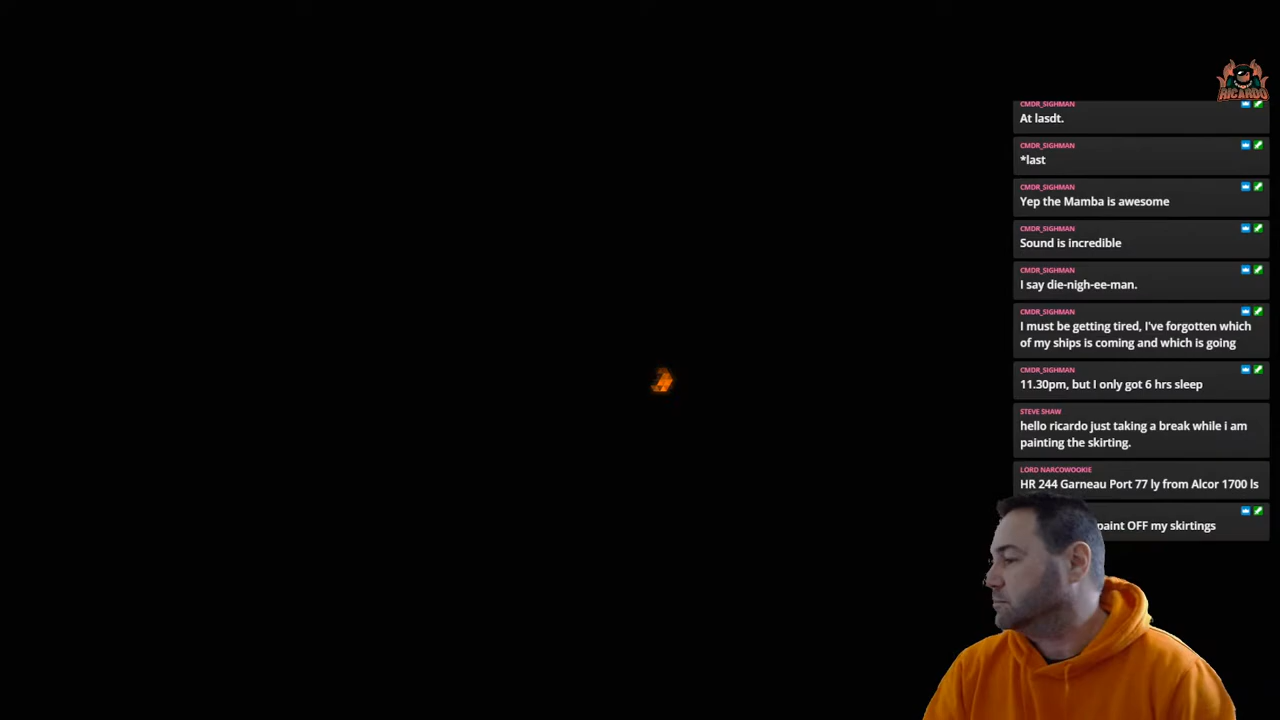 RICARDO
CMDR_SIGHMAN
At lasdt.
CMDR_SIGHMAN
*last
CMDR_SIGHMAN
Yep the Mamba is awesome
CMDR_SIGHMAN
Sound is incredible
CMDR_SIGHMAN
I say die-nigh-ee-man.
CMDR_SIGHMAN
I must be getting tired, I've forgotten which
of my ships is coming and which is going
CMDR_SIGHMAN
11.30pm, but I only got 6 hrs sleep
STEVE SHAW
hello ricardo just taking a break while i am
painting the skirting.
LORD NARCOWOOKIE
HR 244 Garneau Port 77 ly from Alcor 1700 ls
paint OFF my skirtings